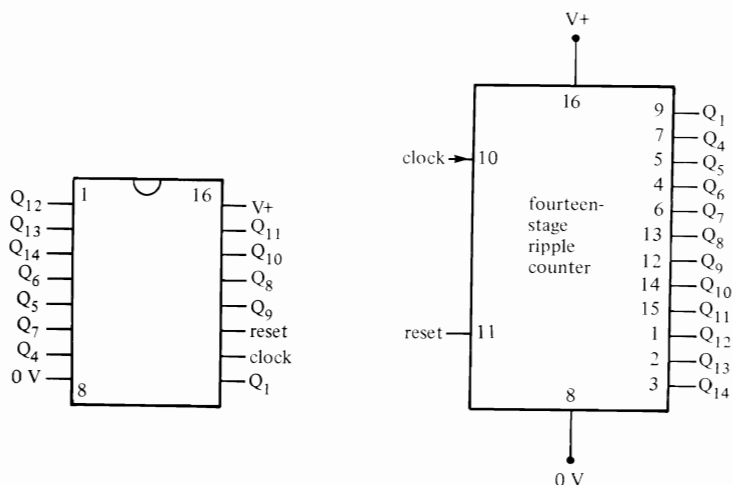 1 16
Q12 V+
Q13 Q11
Q14 Q10
Q6 Q8
Q5 Q9
Q7 reset
Q4 clock
0 V Q1
8
V+
16
9 Q1
7 Q4
clock 10
5 Q5
4 Q6
fourteen-
stage
ripple
counter
6 Q7
13 Q8
12 Q9
14 Q10
15 Q11
reset 11
1 Q12
2 Q13
3 Q14
8
0 V